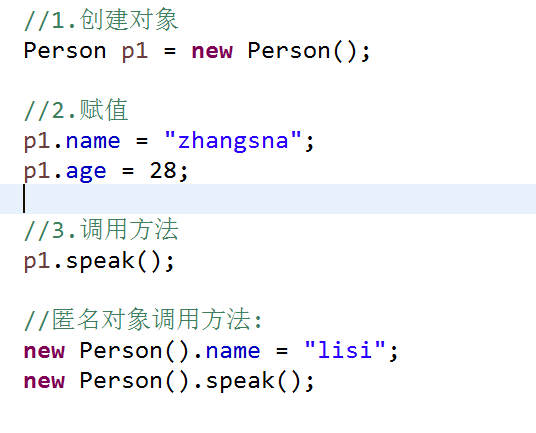 //1.创建对象
Person p1 = new Person();
//2.赋值
p1.name = "zhangsna";
p1.age = 28;
//3.调用方法
p1.speak();
//匿名对象调用方法:
new Person().name = "lisi";
new Person().speak();